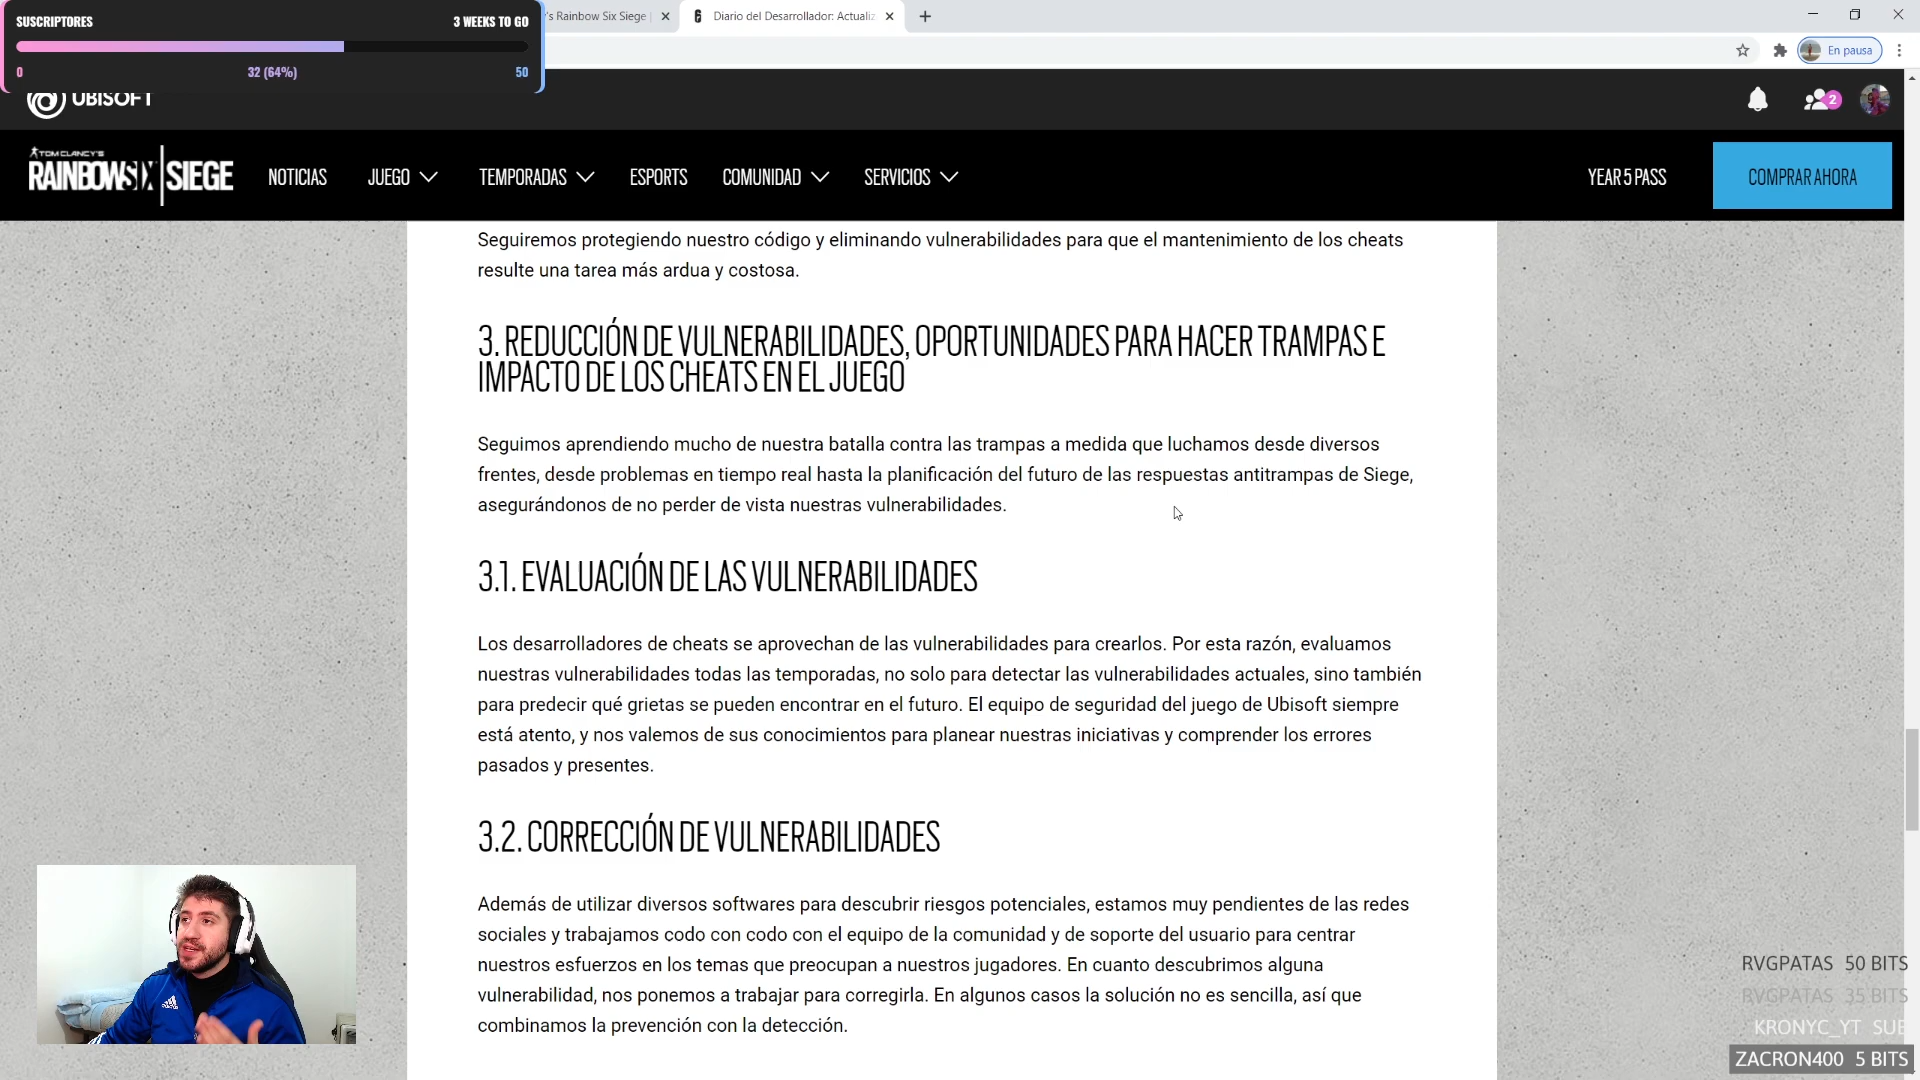 SUSCRIPTORES
3 WEEKS TO GO
0
32 (64%)
50
's Rainbow Six Siege |
Diario del Desarrollador: Actualiz
En pausa
UBISOFT
2
TOM CLANCY'S
RAINBOW SIX | SIEGE
NOTICIAS
JUEGO
TEMPORADAS
ESPORTS
COMUNIDAD
SERVICIOS
YEAR 5 PASS
COMPRAR AHORA
Seguiremos protegiendo nuestro código y eliminando vulnerabilidades para que el mantenimiento de los cheats
resulte una tarea más ardua y costosa.
3. REDUCCIÓN DE VULNERABILIDADES, OPORTUNIDADES PARA HACER TRAMPAS E
IMPACTO DE LOS CHEATS EN EL JUEGO
Seguimos aprendiendo mucho de nuestra batalla contra las trampas a medida que luchamos desde diversos
frentes, desde problemas en tiempo real hasta la planificación del futuro de las respuestas antitrampas de Siege,
asegurándonos de no perder de vista nuestras vulnerabilidades.
3.1. EVALUACIÓN DE LAS VULNERABILIDADES
Los desarrolladores de cheats se aprovechan de las vulnerabilidades para crearlos. Por esta razón, evaluamos
nuestras vulnerabilidades todas las temporadas, no solo para detectar las vulnerabilidades actuales, sino también
para predecir qué grietas se pueden encontrar en el futuro. El equipo de seguridad del juego de Ubisoft siempre
está atento, y nos valemos de sus conocimientos para planear nuestras iniciativas y comprender los errores
pasados y presentes.
3.2. CORRECCIÓN DE VULNERABILIDADES
Además de utilizar diversos softwares para descubrir riesgos potenciales, estamos muy pendientes de las redes
sociales y trabajamos codo con codo con el equipo de la comunidad y de soporte del usuario para centrar
nuestros esfuerzos en los temas que preocupan a nuestros jugadores. En cuanto descubrimos alguna
vulnerabilidad, nos ponemos a trabajar para corregirla. En algunos casos la solución no es sencilla, así que
combinamos la prevención con la detección.
RVGPATAS 50 BITS
RVGPATAS 35 BITS
KRONYC_YT SUB
ZACRON400 5 BITS